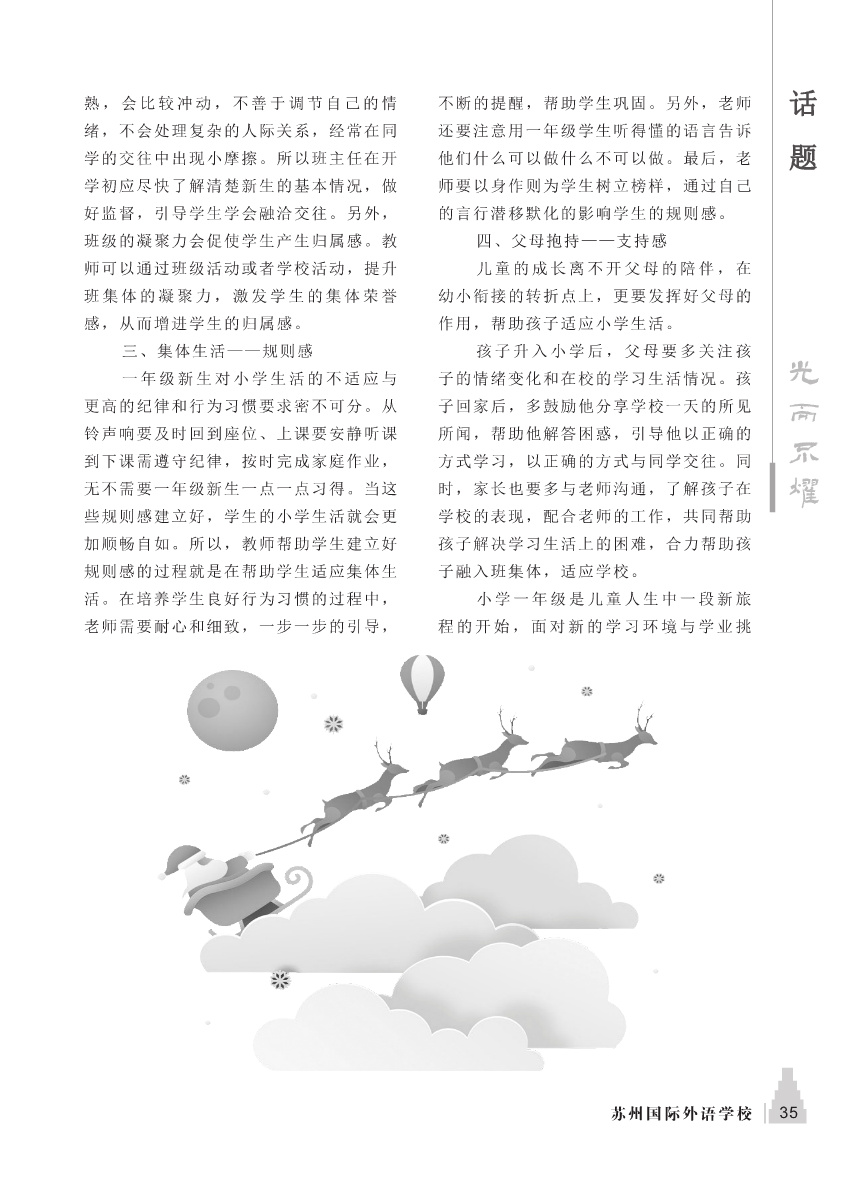 熟，会比较冲动，不善于调节自己的情
绪，不会处理复杂的人际关系，经常在同
学的交往中出现小摩擦。所以班主任在开
学初应尽快了解清楚新生的基本情况，做
好监督，引导学生学会融洽交往。另外，
班级的凝聚力会促使学生产生归属感。教
师可以通过班级活动或者学校活动，提升
班集体的凝聚力，激发学生的集体荣誉
感，从而增进学生的归属感。
三、集体生活——规则感
一年级新生对小学生活的不适应与
更高的纪律和行为习惯要求密不可分。从
铃声响要及时回到座位、上课要安静听课
到下课需遵守纪律，按时完成家庭作业，
无不需要一年级新生一点一点习得。当这
些规则感建立好，学生的小学生活就会更
加顺畅自如。所以，教师帮助学生建立好
规则感的过程就是在帮助学生适应集体生
活。在培养学生良好行为习惯的过程中，
老师需要耐心和细致，一步一步的引导，
不断的提醒，帮助学生巩固。另外，老师
还要注意用一年级学生听得懂的语言告诉
他们什么可以做什么不可以做。最后，老
师要以身作则为学生树立榜样，通过自己
的言行潜移默化的影响学生的规则感。
四、父母抱持——支持感
儿童的成长离不开父母的陪伴，在
幼小衔接的转折点上，更要发挥好父母的
作用，帮助孩子适应小学生活。
孩子升入小学后，父母要多关注孩
子的情绪变化和在校的学习生活情况。孩
子回家后，多鼓励他分享学校一天的所见
所闻，帮助他解答困惑，引导他以正确的
方式学习，以正确的方式与同学交往。同
时，家长也要多与老师沟通，了解孩子在
学校的表现，配合老师的工作，共同帮助
孩子解决学习生活上的困难，合力帮助孩
子融入班集体，适应学校。
小学一年级是儿童人生中一段新旅
程的开始，面对新的学习环境与学业挑
话题
光而不耀
苏州国际外语学校 35